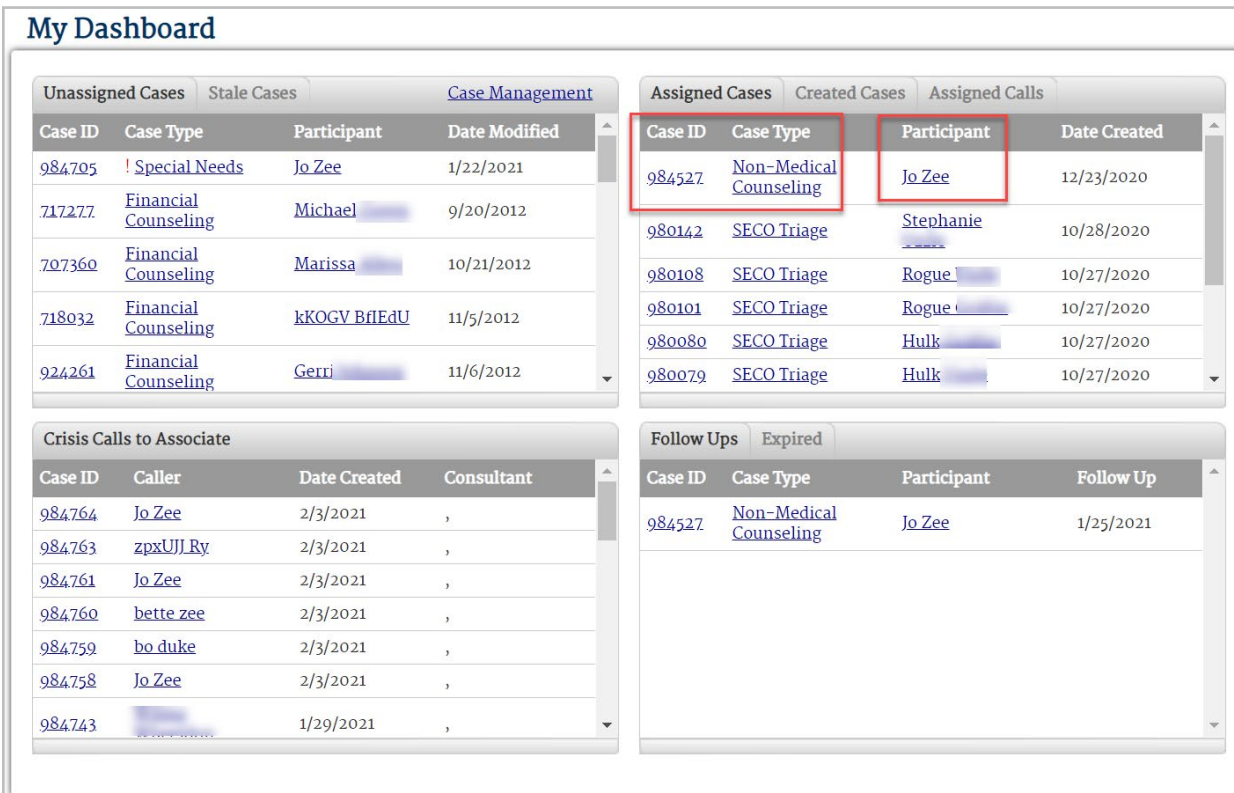 My Dashboard
Unassigned Cases Stale Cases Case Management
Case ID Case Type Participant Date Modified
984705 ! Special Needs Jo Zee 1/22/2021
717277 Financial Counseling Michael 9/20/2012
707360 Financial Counseling Marissa 10/21/2012
718032 Financial Counseling kKOGV BfIEdU 11/5/2012
924261 Financial Counseling Gerri 11/6/2012
Assigned Cases Created Cases Assigned Calls
Case ID Case Type Participant Date Created
984527 Non-Medical Counseling Jo Zee 12/23/2020
980142 SECO Triage Stephanie 10/28/2020
980108 SECO Triage Rogue 10/27/2020
980101 SECO Triage Rogue 10/27/2020
980080 SECO Triage Hulk 10/27/2020
980079 SECO Triage Hulk 10/27/2020
Crisis Calls to Associate
Case ID Caller Date Created Consultant
984764 Jo Zee 2/3/2021 ,
984763 zpxUJJ Ry 2/3/2021 ,
984761 Jo Zee 2/3/2021 ,
984760 bette zee 2/3/2021 ,
984759 bo duke 2/3/2021 ,
984758 Jo Zee 2/3/2021 ,
984743 1/29/2021 ,
Follow Ups Expired
Case ID Case Type Participant Follow Up
984527 Non-Medical Counseling Jo Zee 1/25/2021